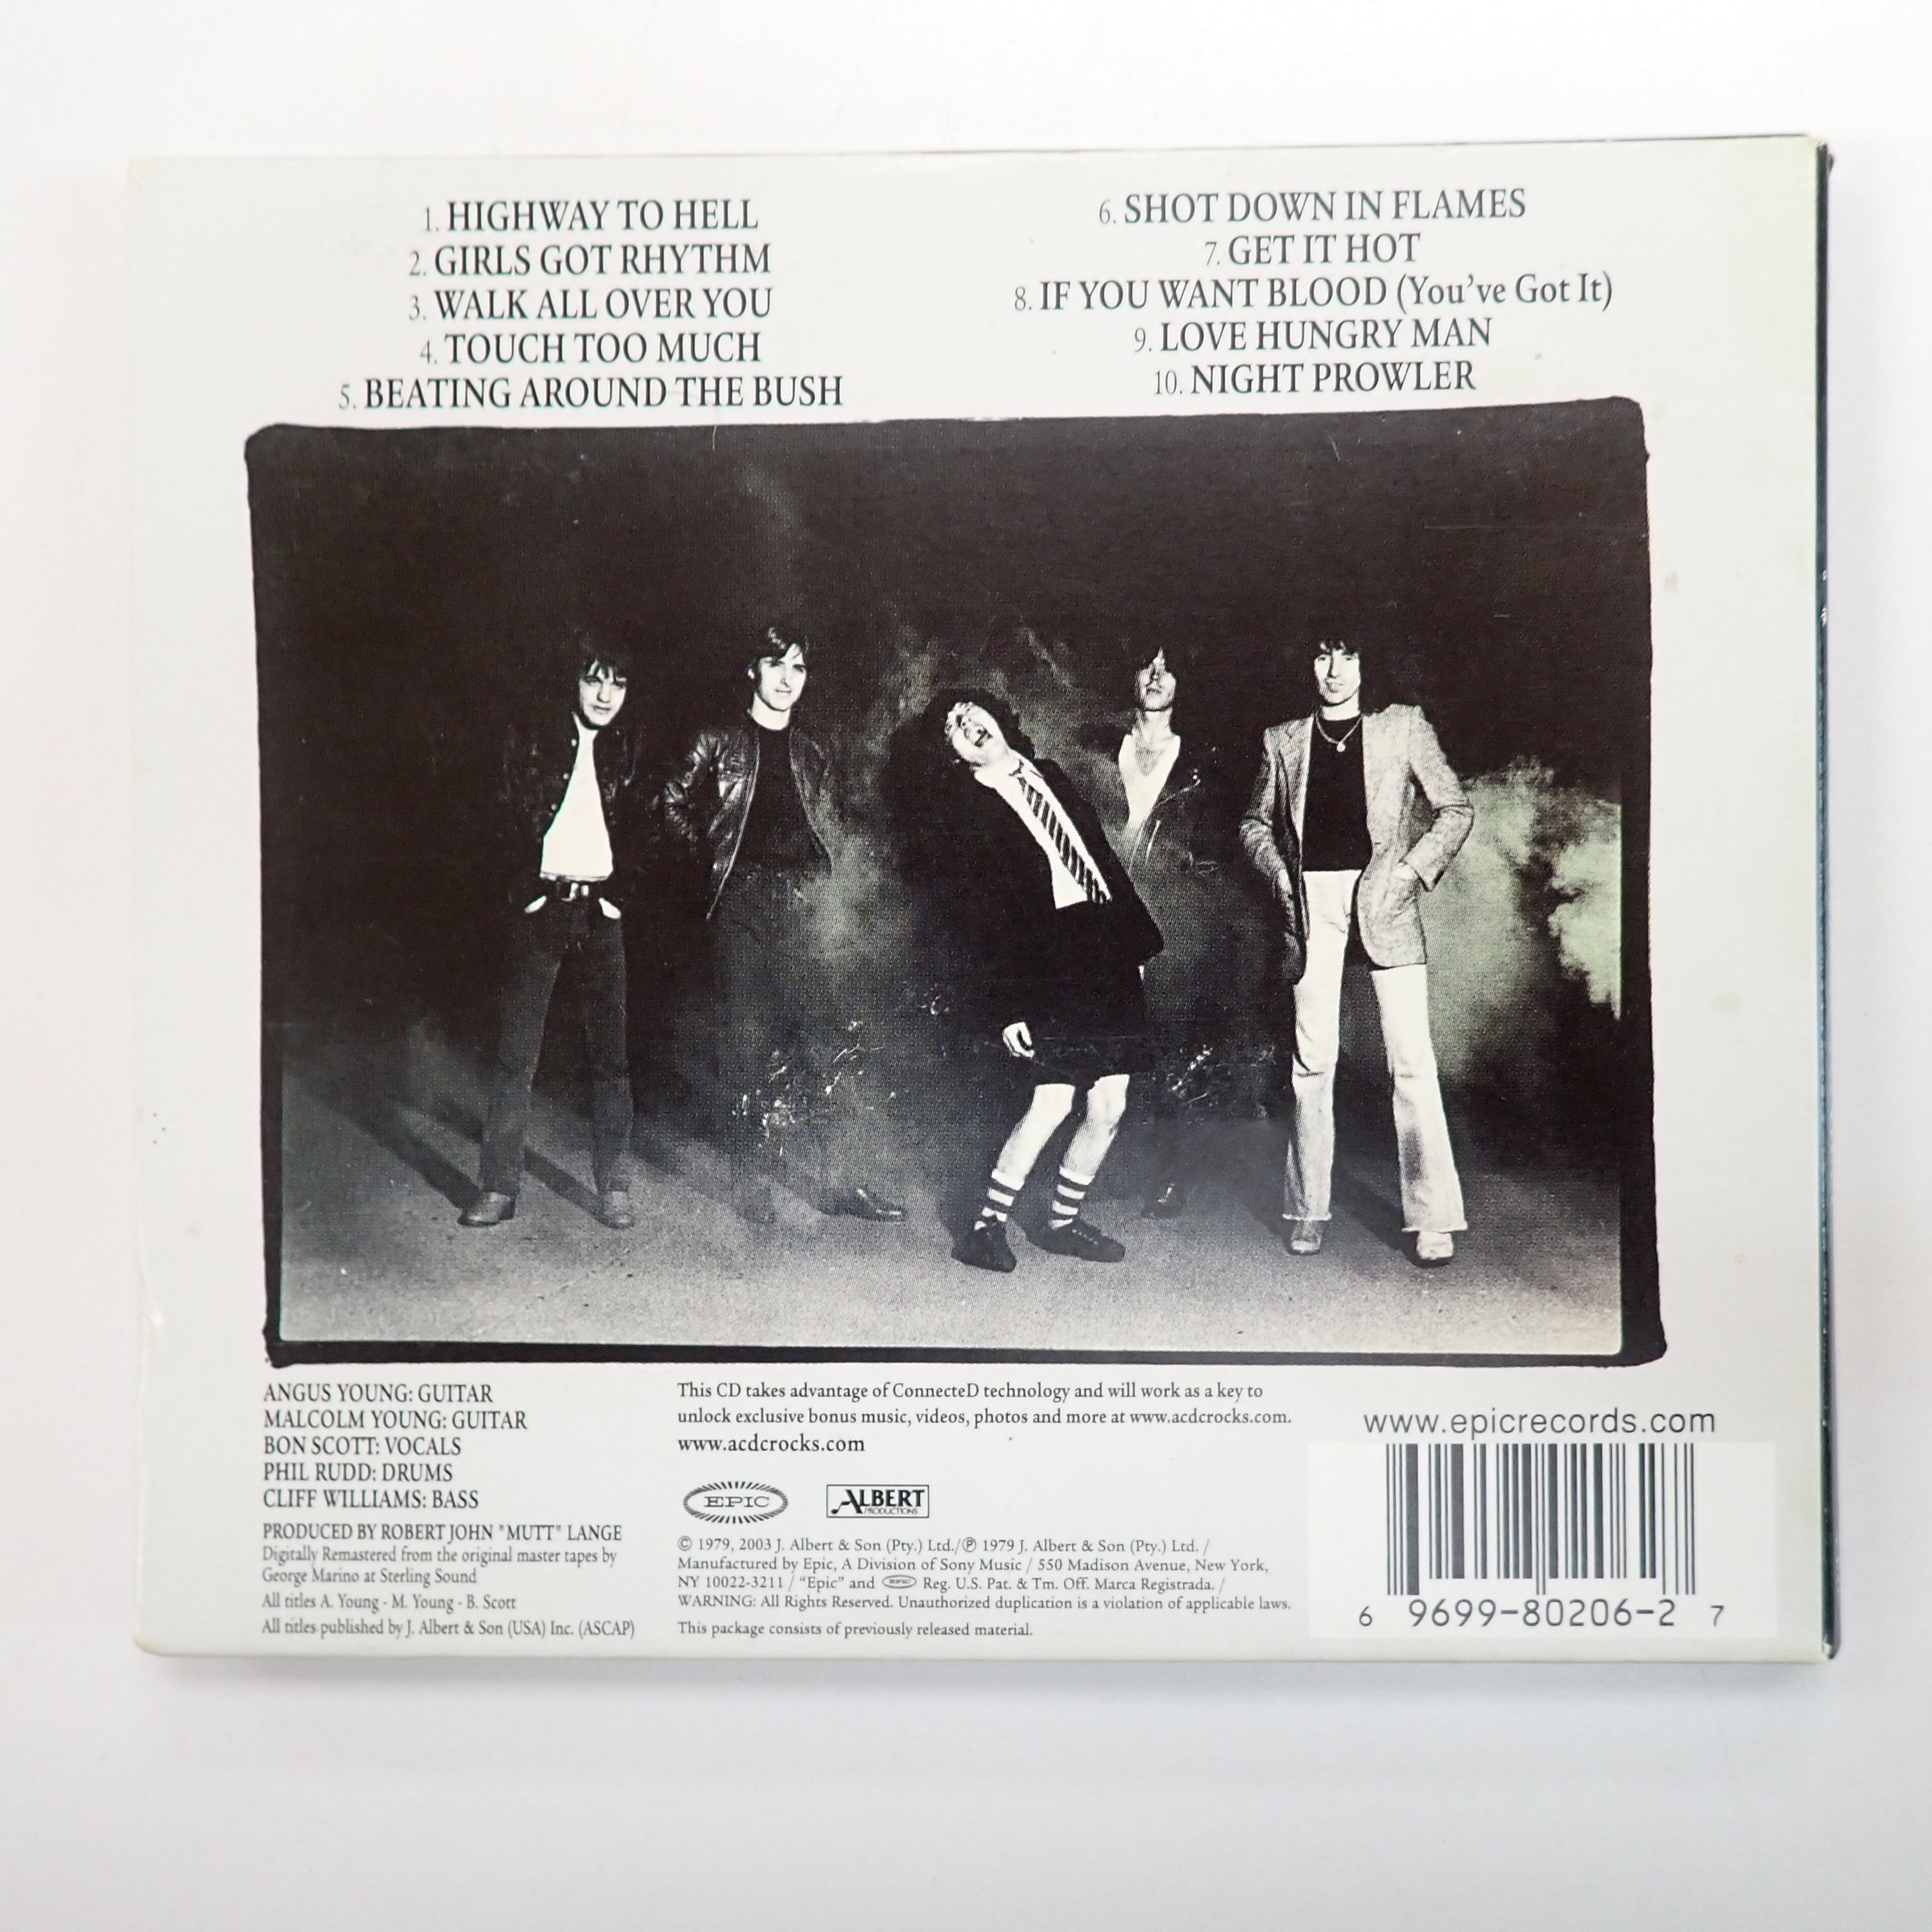 1. HIGHWAY TO HELL
2. GIRLS GOT RHYTHM
3. WALK ALL OVER YOU
4. TOUCH TOO MUCH
5. BEATING AROUND THE BUSH
6. SHOT DOWN IN FLAMES
7. GET IT HOT
8. IF YOU WANT BLOOD (You've Got It)
9. LOVE HUNGRY MAN
10. NIGHT PROWLER
ANGUS YOUNG: GUITAR
MALCOLM YOUNG: GUITAR
BON SCOTT: VOCALS
PHIL RUDD: DRUMS
CLIFF WILLIAMS: BASS
PRODUCED BY ROBERT JOHN "MUTT" LANGE
Digitally Remastered from the original master tapes by
George Marino at Sterling Sound
All titles A. Young - M. Young - B. Scott
All titles published by J. Albert & Son (USA) Inc. (ASCAP)
This CD takes advantage of ConnecteD technology and will work as a key to
unlock exclusive bonus music, videos, photos and more at www.acdcrocks.com.
www.acdcrocks.com
EPIC
ALBERT
PRODUCTIONS
© 1979, 2003 J. Albert & Son (Pty.) Ltd./℗ 1979 J. Albert & Son (Pty.) Ltd. /
Manufactured by Epic, A Division of Sony Music / 550 Madison Avenue, New York,
NY 10022-3211 / “Epic” and EPIC Reg. U.S. Pat. & Tm. Off. Marca Registrada. /
WARNING: All Rights Reserved. Unauthorized duplication is a violation of applicable laws.
This package consists of previously released material.
www.epicrecords.com
6 9699-80206-2 7